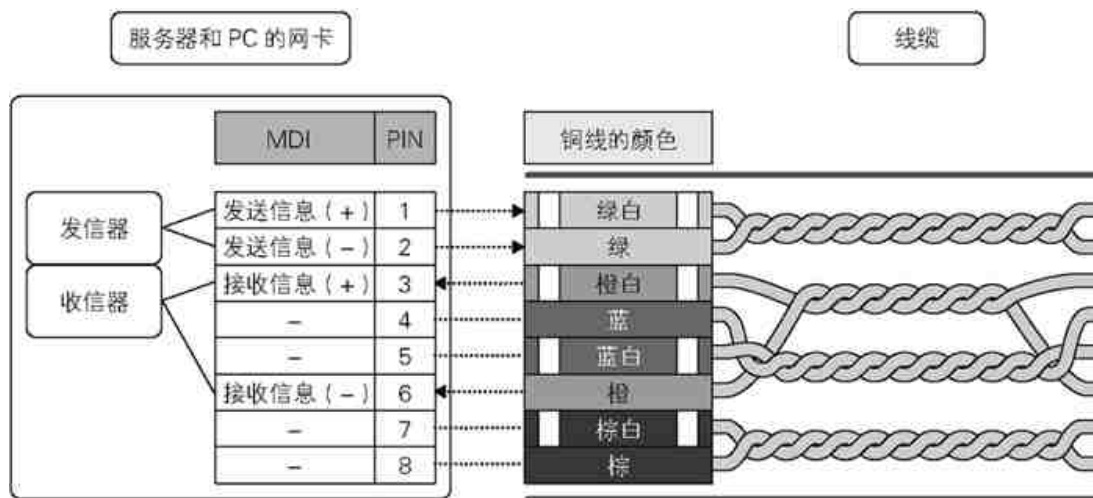 服务器和 PC 的网卡
线缆
MDI PIN 铜线的颜色
发信器
收信器
发送信息(+) 1 绿白
发送信息(-) 2 绿
接收信息(+) 3 橙白
- 4 蓝
- 5 蓝白
接收信息(-) 6 橙
- 7 棕白
- 8 棕